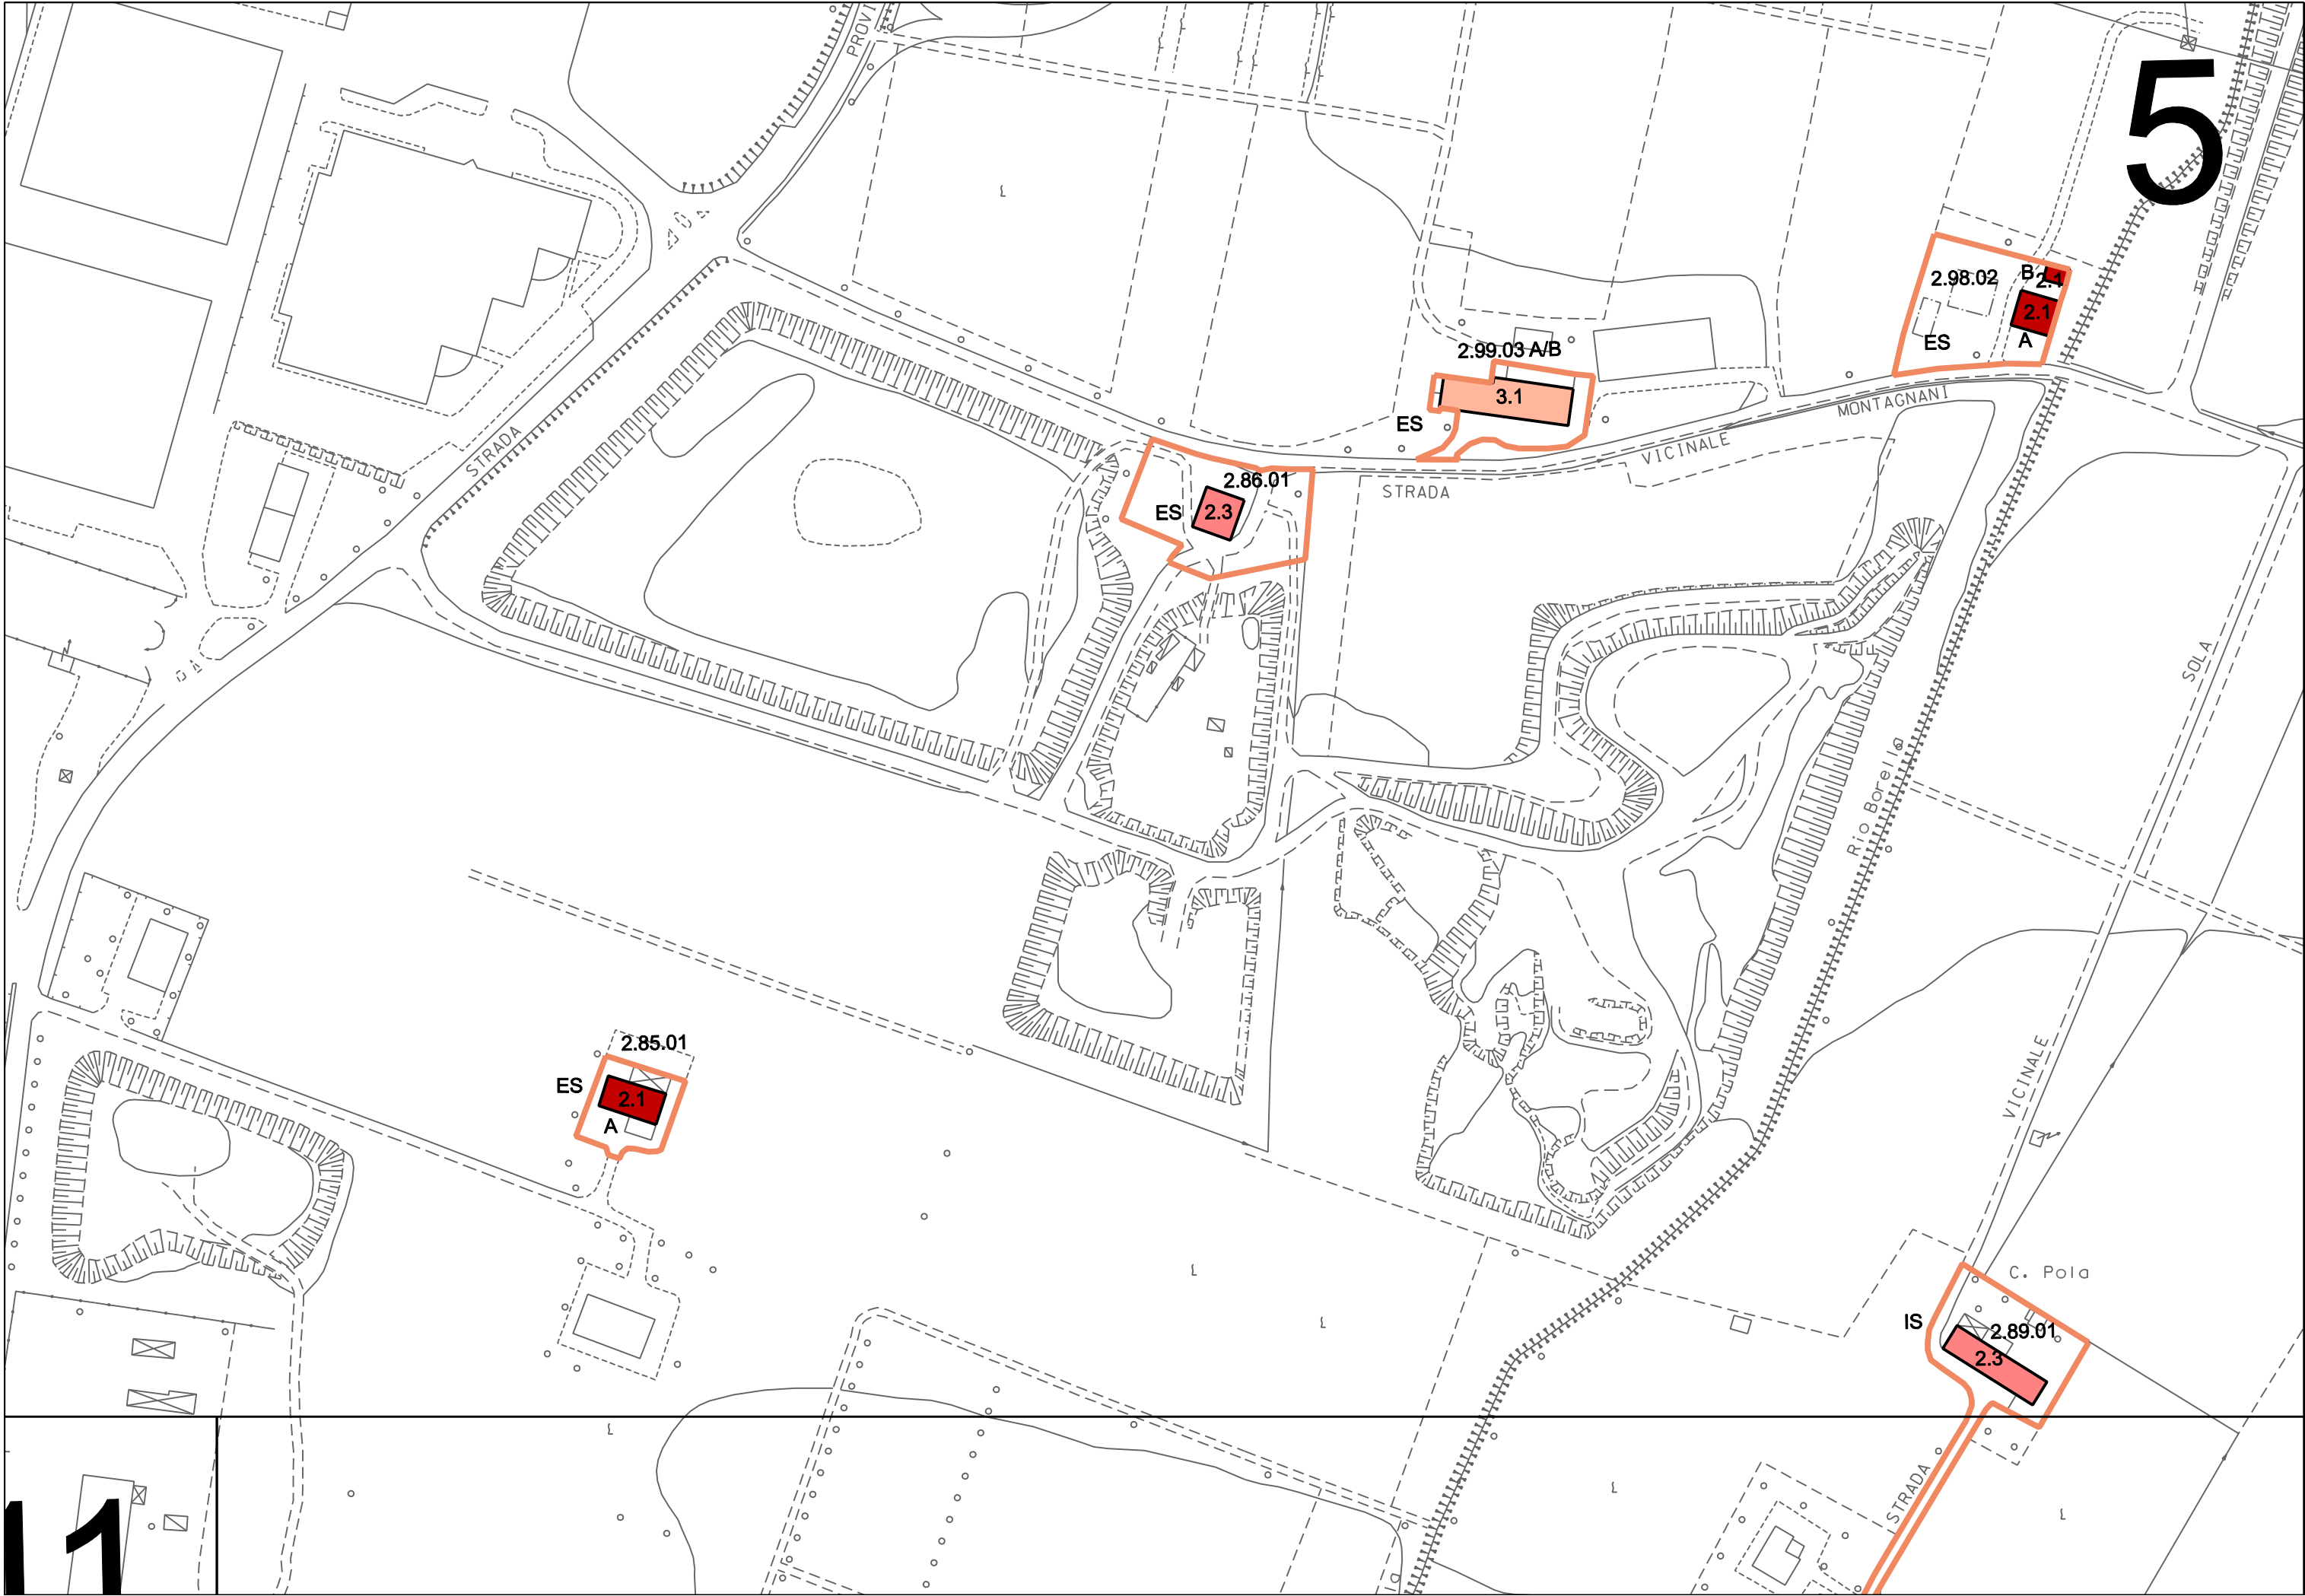 PROVI
5
2.98.02
B
2.1
2.1
ES
A
2.99.03 A/B
3.1
ES
MONTAGNANI
VICINALE
STRADA
STRADA
2.86.01
ES
2.3
SOLA
Rio Borella
VICINALE
2.85.01
ES
2.1
A
C. Pola
IS
2.89.01
2.3
STRADA
11